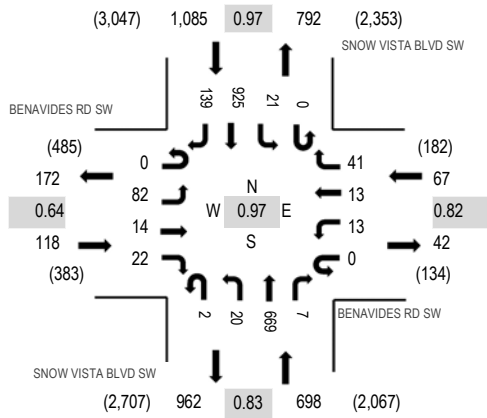 (3,047) 1,085 0.97 792 (2,353)
SNOW VISTA BLVD SW
BENAVIDES RD SW
139 925 21 0
(485) (182)
0 41
172 67
82 13
N
0.64 W 0.97 E 0.82
14 13
118 42
S
22 0
(383) (134)
2 20 669 7
BENAVIDES RD SW
SNOW VISTA BLVD SW
(2,707) 962 0.83 698 (2,067)